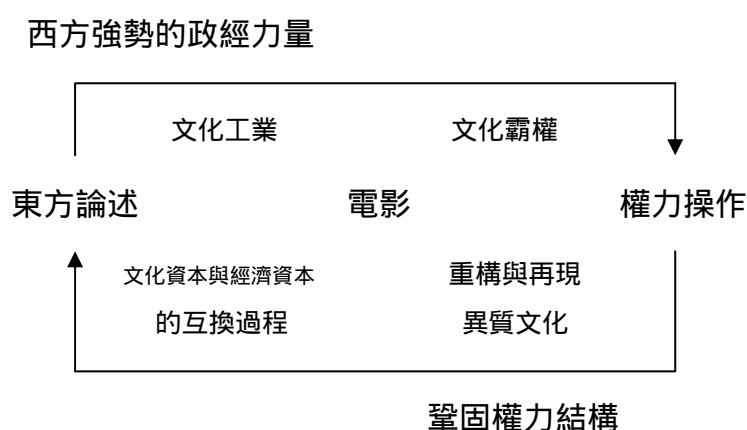 西方強勢的政經力量
文化工業
文化霸權
東方論述
電影
權力操作
文化資本與經濟資本
的互換過程
重構與再現
異質文化
鞏固權力結構